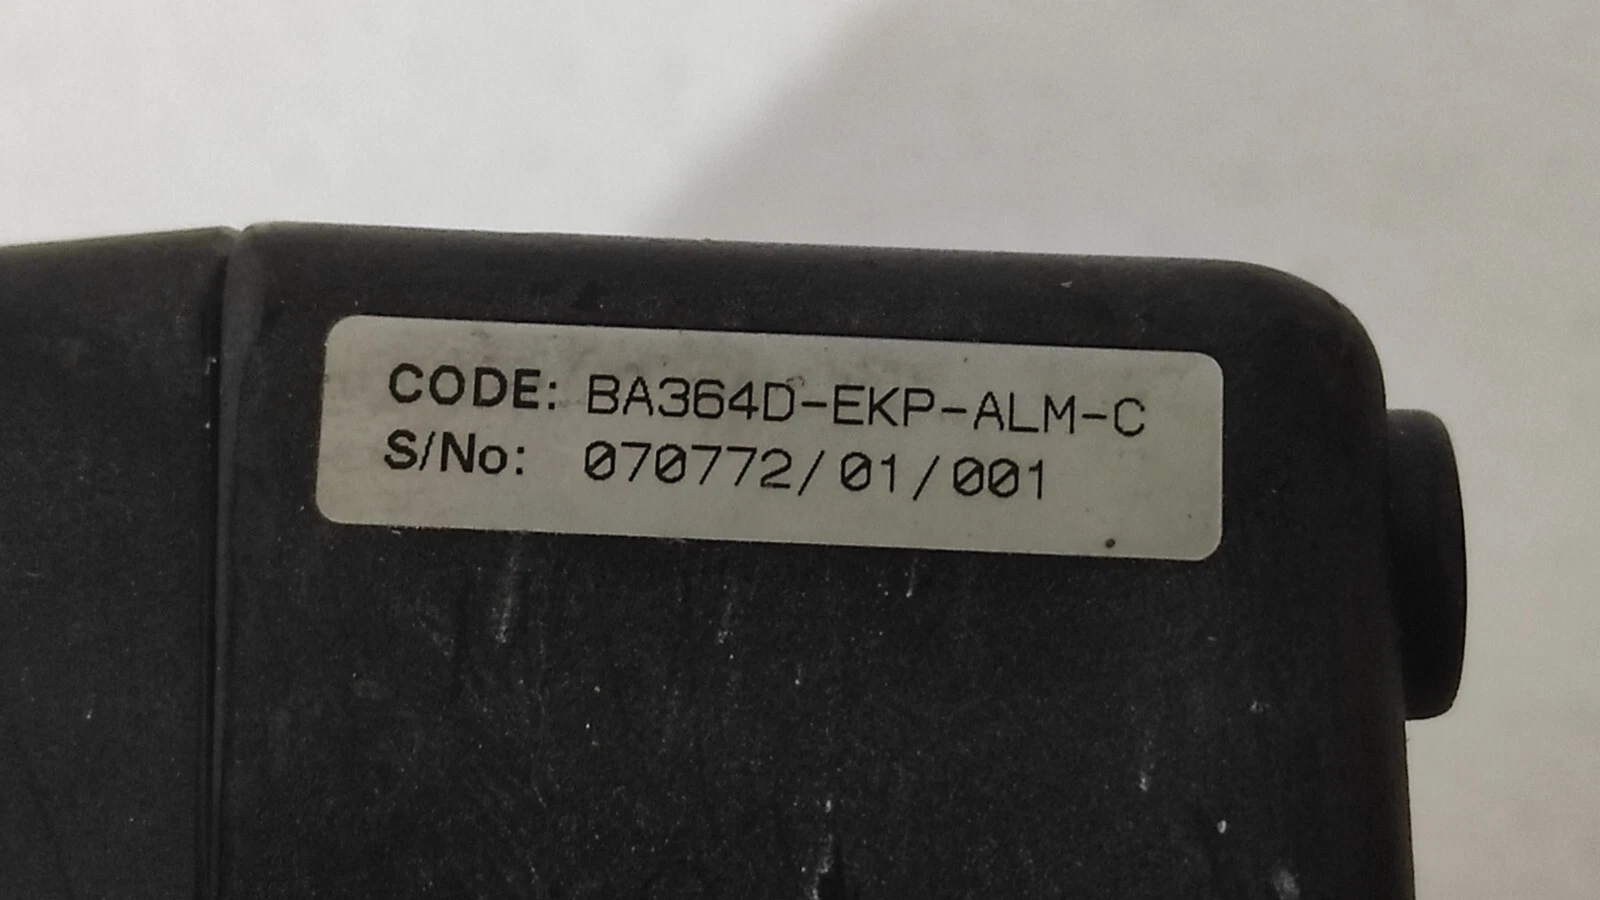 CODE: BA364D-EKP-ALM-C
S/No: 070772/01/001